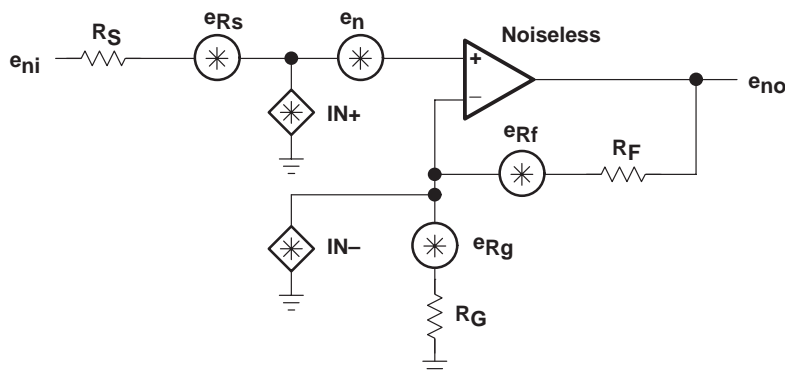 eRs
en
Noiseless
eni
RS
+
eno
IN+
–
eRf
RF
IN–
eRg
RG